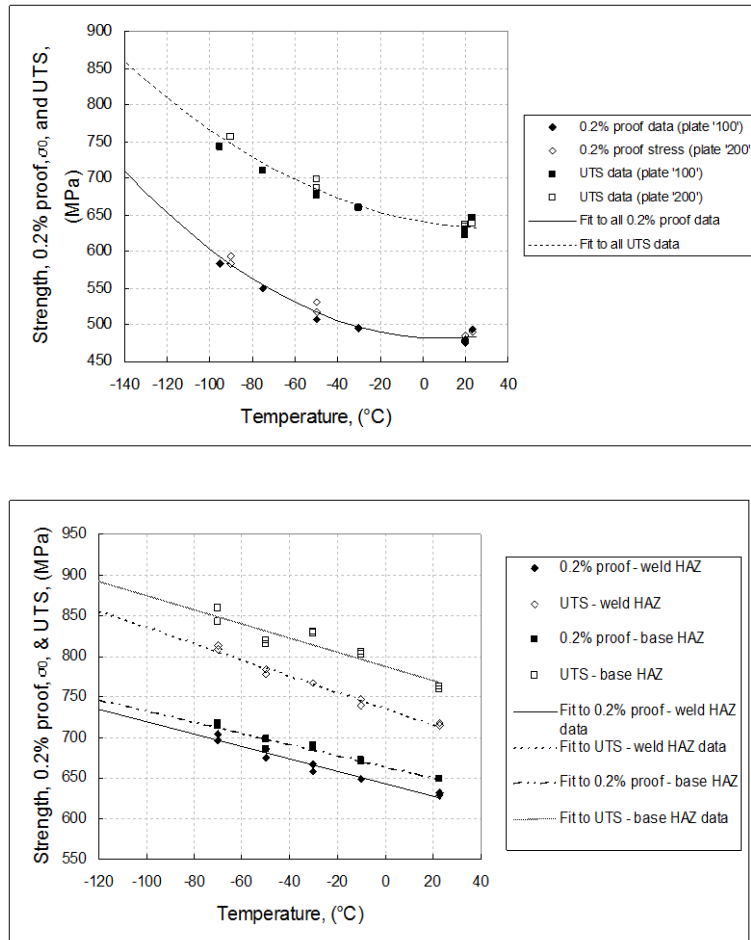 Strength, 0.2% proof, σ0, and UTS,
(MPa)
900
850
800
750
700
650
600
550
500
450
-140 -120 -100 -80 -60 -40 -20 0 20 40
Temperature, (°C)
0.2% proof data (plate '100')
0.2% proof stress (plate '200')
UTS data (plate '100')
UTS data (plate '200')
Fit to all 0.2% proof data
Fit to all UTS data
Strength, 0.2% proof, σ0, & UTS, (MPa)
950
900
850
800
750
700
650
600
550
-120 -100 -80 -60 -40 -20 0 20 40
Temperature, (°C)
0.2% proof - weld HAZ
UTS - weld HAZ
0.2% proof - base HAZ
UTS - base HAZ
Fit to 0.2% proof - weld HAZ
data
Fit to UTS - weld HAZ data
Fit to 0.2% proof - base HAZ
Fit to UTS - base HAZ data